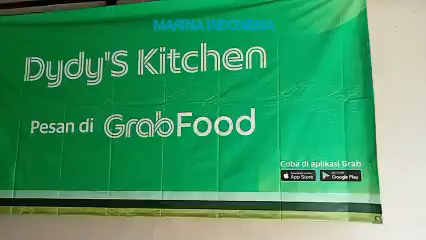 MARINA INDONESIA
Dydy'S Kitchen
Pesan di GrabFood
Coba di aplikasi Grab
App Store
Google Play